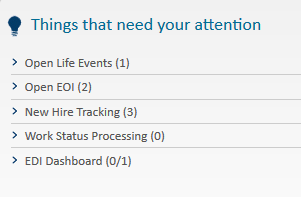 Things that need your attention
Open Life Events (1)
Open EOI (2)
New Hire Tracking (3)
Work Status Processing (0)
EDI Dashboard (0/1)